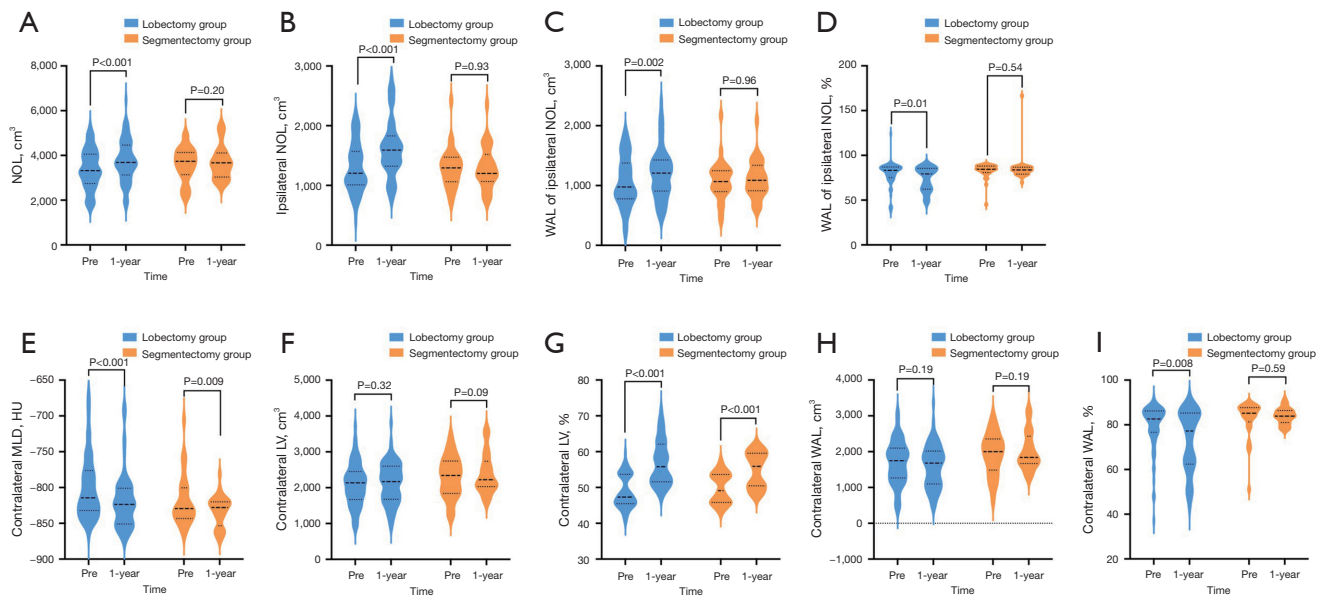 A
Lobectomy group
Segmentectomy group
8,000
6,000
4,000
2,000
0
NOL, cm³
P<0.001
P=0.20
Pre
1-year
Pre
1-year
Time
B
Lobectomy group
Segmentectomy group
3,000
2,000
1,000
0
Ipsilateral NOL, cm³
P<0.001
P=0.93
Pre
1-year
Pre
1-year
Time
C
Lobectomy group
Segmentectomy group
3,000
2,000
1,000
0
WAL of ipsilateral NOL, cm³
P=0.002
P=0.96
Pre
1-year
Pre
1-year
Time
D
Lobectomy group
Segmentectomy group
200
150
100
50
0
WAL of ipsilateral NOL, %
P=0.01
P=0.54
Pre
1-year
Pre
1-year
Time
E
Lobectomy group
Segmentectomy group
−650
−700
−750
−800
−850
−900
Contralateral MLD, HU
P<0.001
P=0.009
Pre
1-year
Pre
1-year
Time
F
Lobectomy group
Segmentectomy group
5,000
4,000
3,000
2,000
1,000
0
Contralateral LV, cm³
P=0.32
P=0.09
Pre
1-year
Pre
1-year
Time
G
Lobectomy group
Segmentectomy group
80
70
60
50
40
30
Contralateral LV, %
P<0.001
P<0.001
Pre
1-year
Pre
1-year
Time
H
Lobectomy group
Segmentectomy group
4,000
3,000
2,000
1,000
0
−1,000
Contralateral WAL, cm³
P=0.19
P=0.19
Pre
1-year
Pre
1-year
Time
I
Lobectomy group
Segmentectomy group
100
80
60
40
20
Contralateral WAL, %
P=0.008
P=0.59
Pre
1-year
Pre
1-year
Time